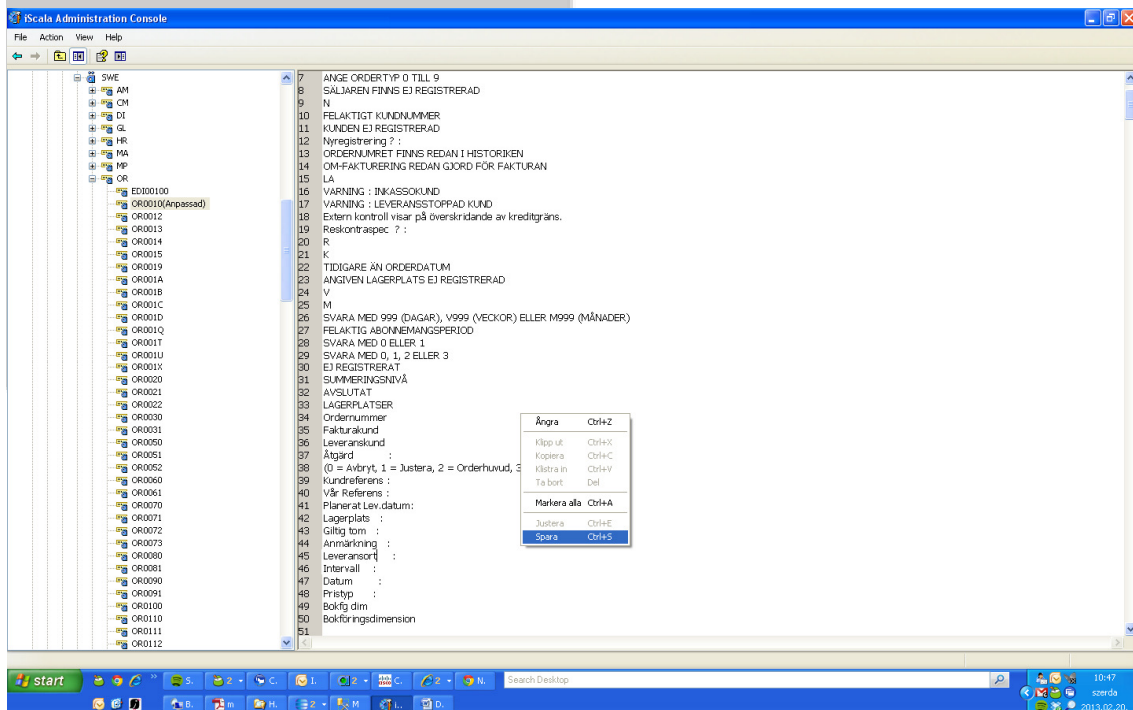 iScala Administration Console
File Action View Help
SWE
AM
CM
DI
GL
HR
MA
MP
OR
EDI00100
OR0010(Anpassad)
OR0012
OR0013
OR0014
OR0015
OR0019
OR001A
OR001B
OR001C
OR001D
OR001Q
OR001T
OR001U
OR001X
OR0020
OR0021
OR0022
OR0030
OR0031
OR0050
OR0051
OR0052
OR0060
OR0061
OR0070
OR0071
OR0072
OR0073
OR0080
OR0081
OR0090
OR0091
OR0100
OR0110
OR0111
OR0112
7 ANGE ORDERTYP 0 TILL 9
8 SÄLJAREN FINNS EJ REGISTRERAD
9 N
10 FELAKTIGT KUNDNUMMER
11 KUNDEN EJ REGISTRERAD
12 Nyregistrering ? :
13 ORDERNUMRET FINNS REDAN I HISTORIKEN
14 OM-FAKTURERING REDAN GJORD FÖR FAKTURAN
15 LA
16 VARNING : INKASSOKUND
17 VARNING : LEVERANSSTOPPAD KUND
18 Extern kontroll visar på överskridande av kreditgräns.
19 Reskontraspec ? :
20 R
21 K
22 TIDIGARE ÄN ORDERDATUM
23 ANGIVEN LAGERPLATS EJ REGISTRERAD
24 V
25 M
26 SVARA MED 999 (DAGAR), V999 (VECKOR) ELLER M999 (MÅNADER)
27 FELAKTIG ABONNEMANGSPERIOD
28 SVARA MED 0 ELLER 1
29 SVARA MED 0, 1, 2 ELLER 3
30 EJ REGISTRERAT
31 SUMMERINGSNIVÅ
32 AVSLUTAT
33 LAGERPLATSER
34 Ordernummer
35 Fakturakund
36 Leveranskund
37 Åtgärd :
38 (0 = Avbryt, 1 = Justera, 2 = Orderhuvud, 3
39 Kundreferens :
40 Vår Referens :
41 Planerat Lev.datum:
42 Lagerplats :
43 Giltig tom :
44 Anmärkning :
45 Leveransort :
46 Intervall :
47 Datum :
48 Pristyp :
49 Bokfg dim
50 Bokföringsdimension
51
Ångra Ctrl+Z
Klipp ut Ctrl+X
Kopiera Ctrl+C
Klistra in Ctrl+V
Ta bort Del
Markera alla Ctrl+A
Justera Ctrl+E
Spara Ctrl+S
start S. 2 C. I. 2 C. 2 N. Search Desktop 10:47
B. m H. 2 M i.. D. szerda
2013.02.20.